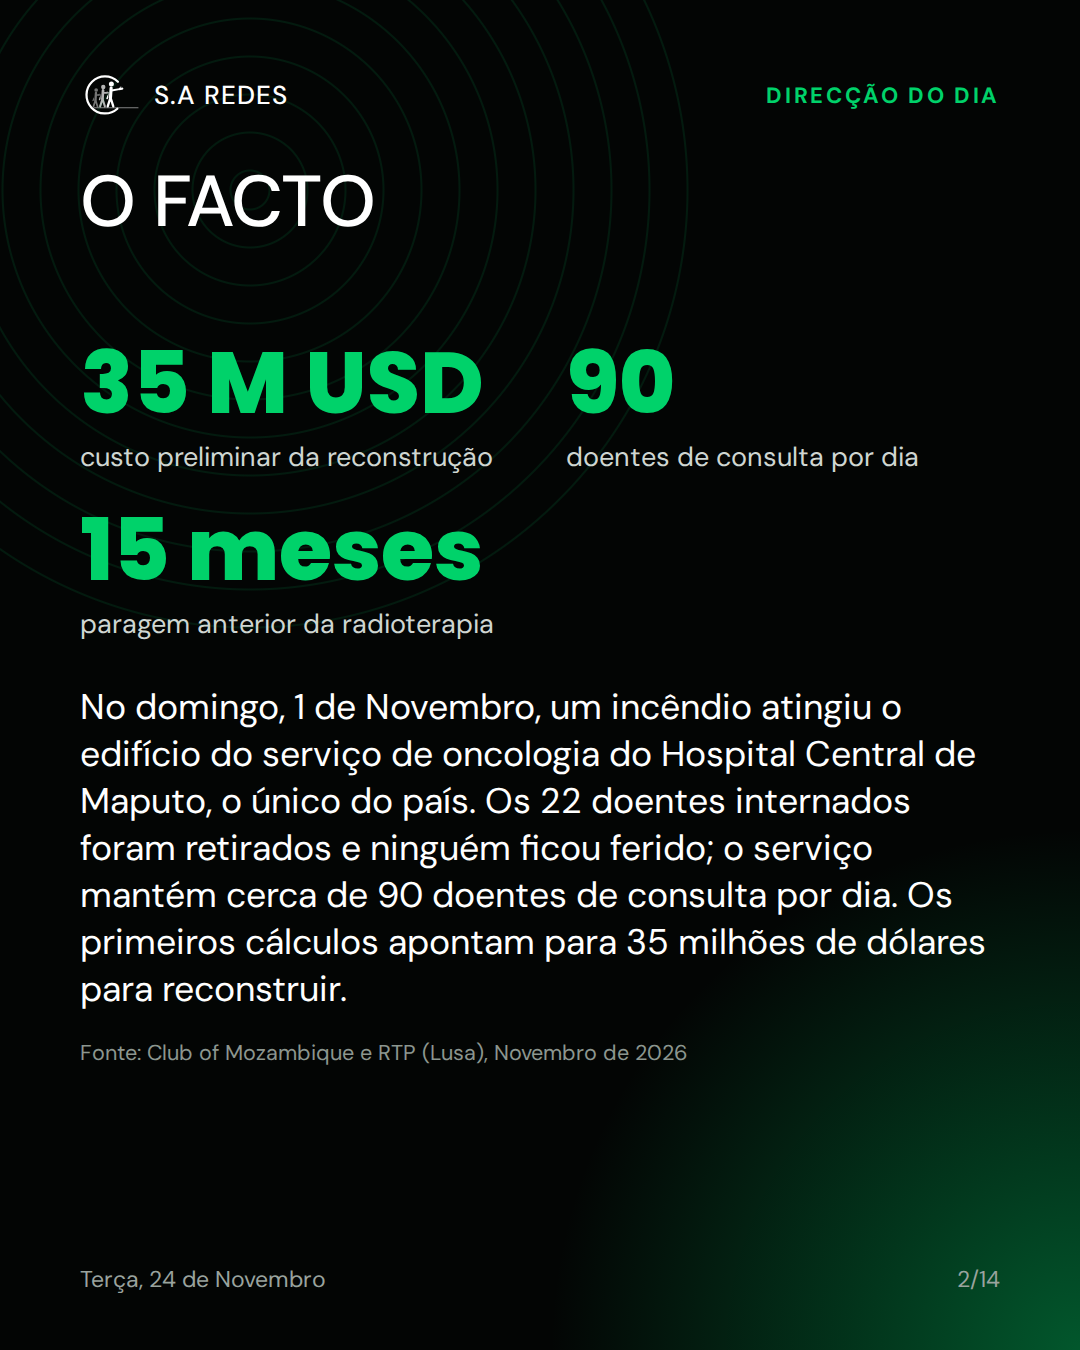 S.A REDES
DIRECÇÃO DO DIA
O FACTO
35 M USD
custo preliminar da reconstrução
90
doentes de consulta por dia
15 meses
paragem anterior da radioterapia
No domingo, 1 de Novembro, um incêndio atingiu o
edifício do serviço de oncologia do Hospital Central de
Maputo, o único do país. Os 22 doentes internados
foram retirados e ninguém ficou ferido; o serviço
mantém cerca de 90 doentes de consulta por dia. Os
primeiros cálculos apontam para 35 milhões de dólares
para reconstruir.
Fonte: Club of Mozambique e RTP (Lusa), Novembro de 2026
Terça, 24 de Novembro
2/14